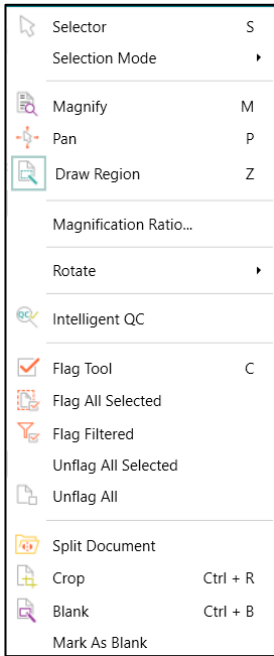 Selector S
Selection Mode
Magnify M
Pan P
Draw Region Z
Magnification Ratio...
Rotate
QC Intelligent QC
Flag Tool C
Flag All Selected
Flag Filtered
Unflag All Selected
Unflag All
Split Document
Crop Ctrl + R
Blank Ctrl + B
Mark As Blank